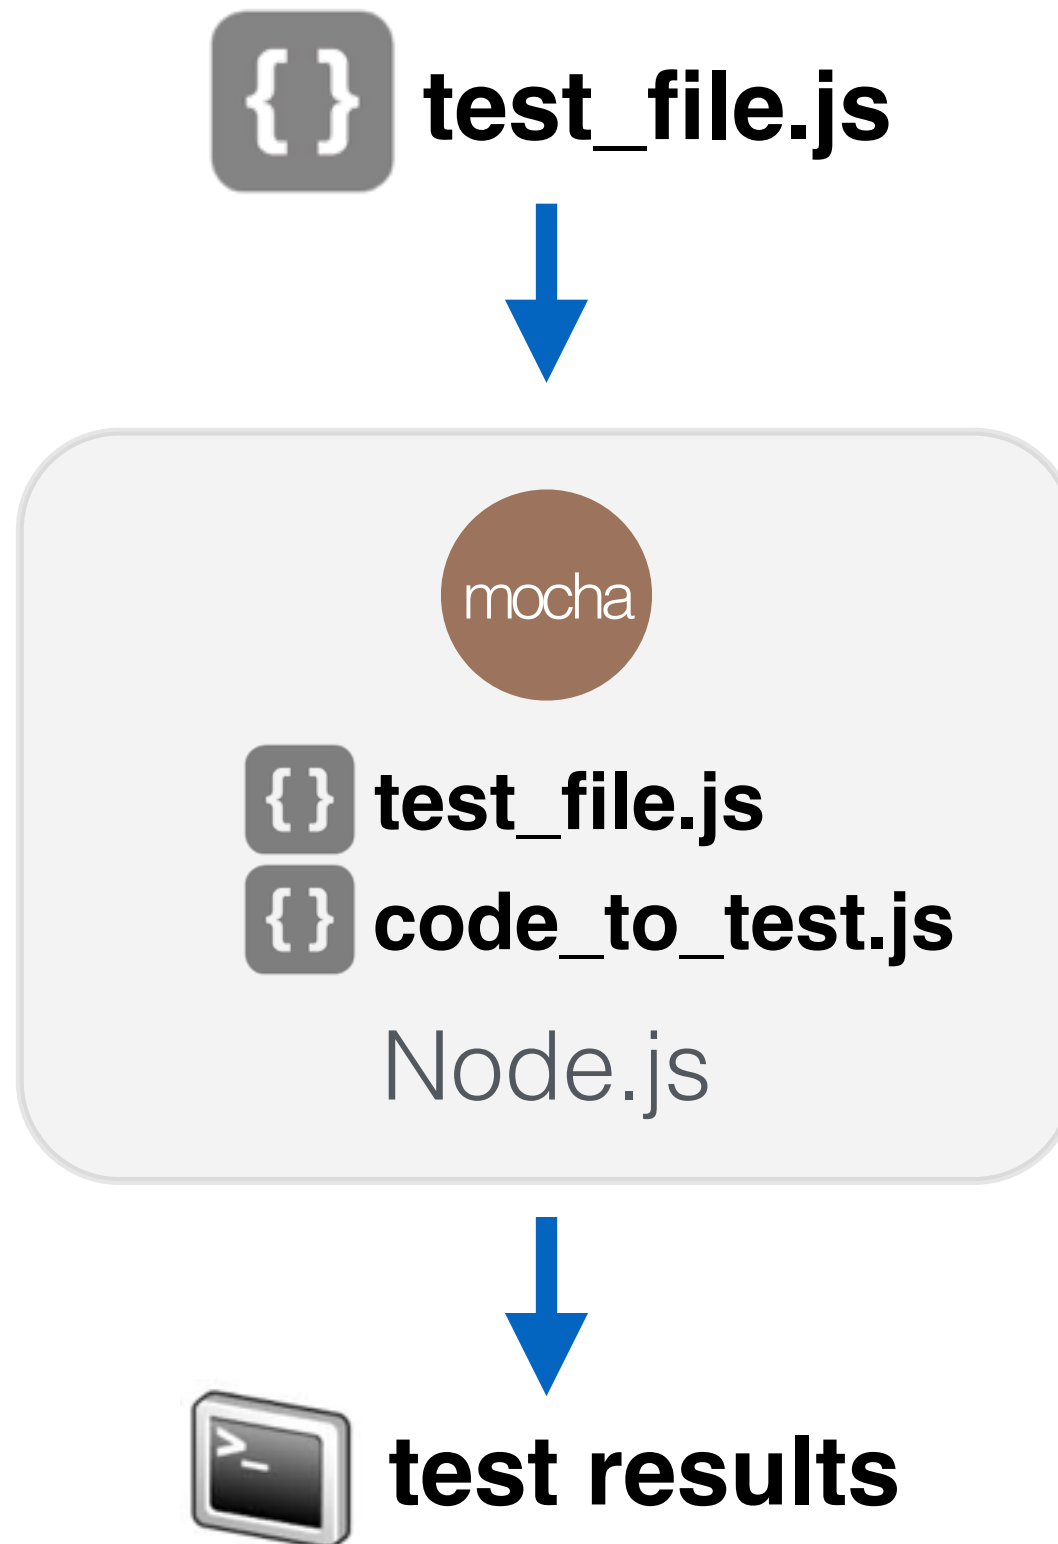 { } test_file.js
mocha
{ } test_file.js
{ } code_to_test.js
Node.js
>_ test results